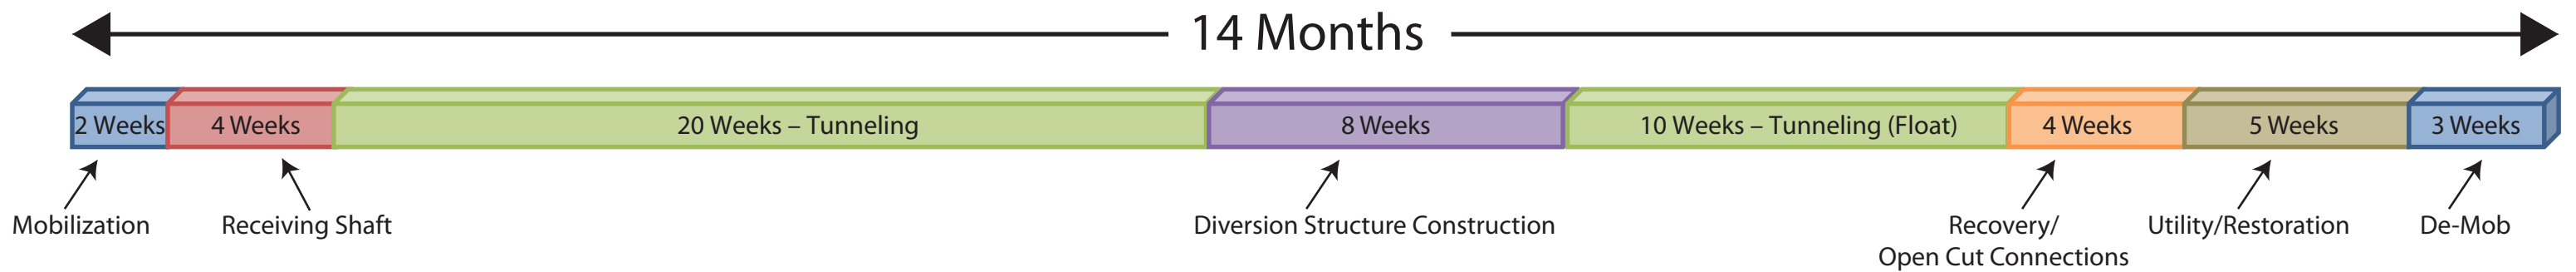 14 Months
2 Weeks
4 Weeks
20 Weeks – Tunneling
8 Weeks
10 Weeks – Tunneling (Float)
4 Weeks
5 Weeks
3 Weeks
Mobilization
Receiving Shaft
Diversion Structure Construction
Recovery/
Open Cut Connections
Utility/Restoration
De-Mob